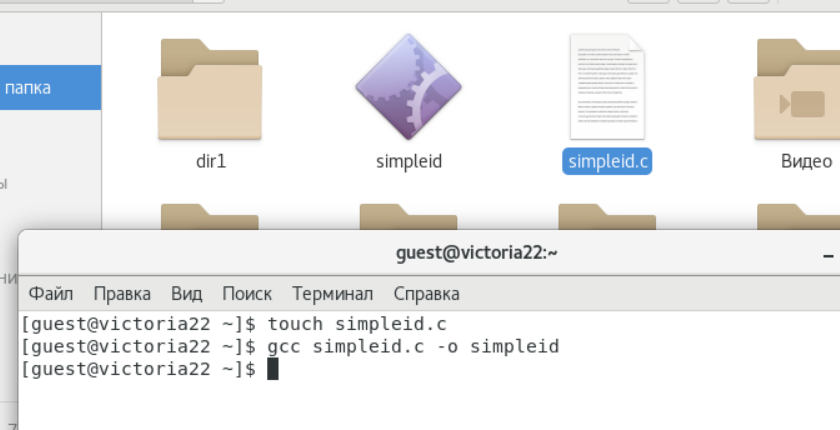 папка
dir1
simpleid
simpleid.c
Видео
ы
guest@victoria22:~
ни
Файл Правка Вид Поиск Терминал Справка
[guest@victoria22 ~]$ touch simpleid.c
[guest@victoria22 ~]$ gcc simpleid.c -o simpleid
[guest@victoria22 ~]$